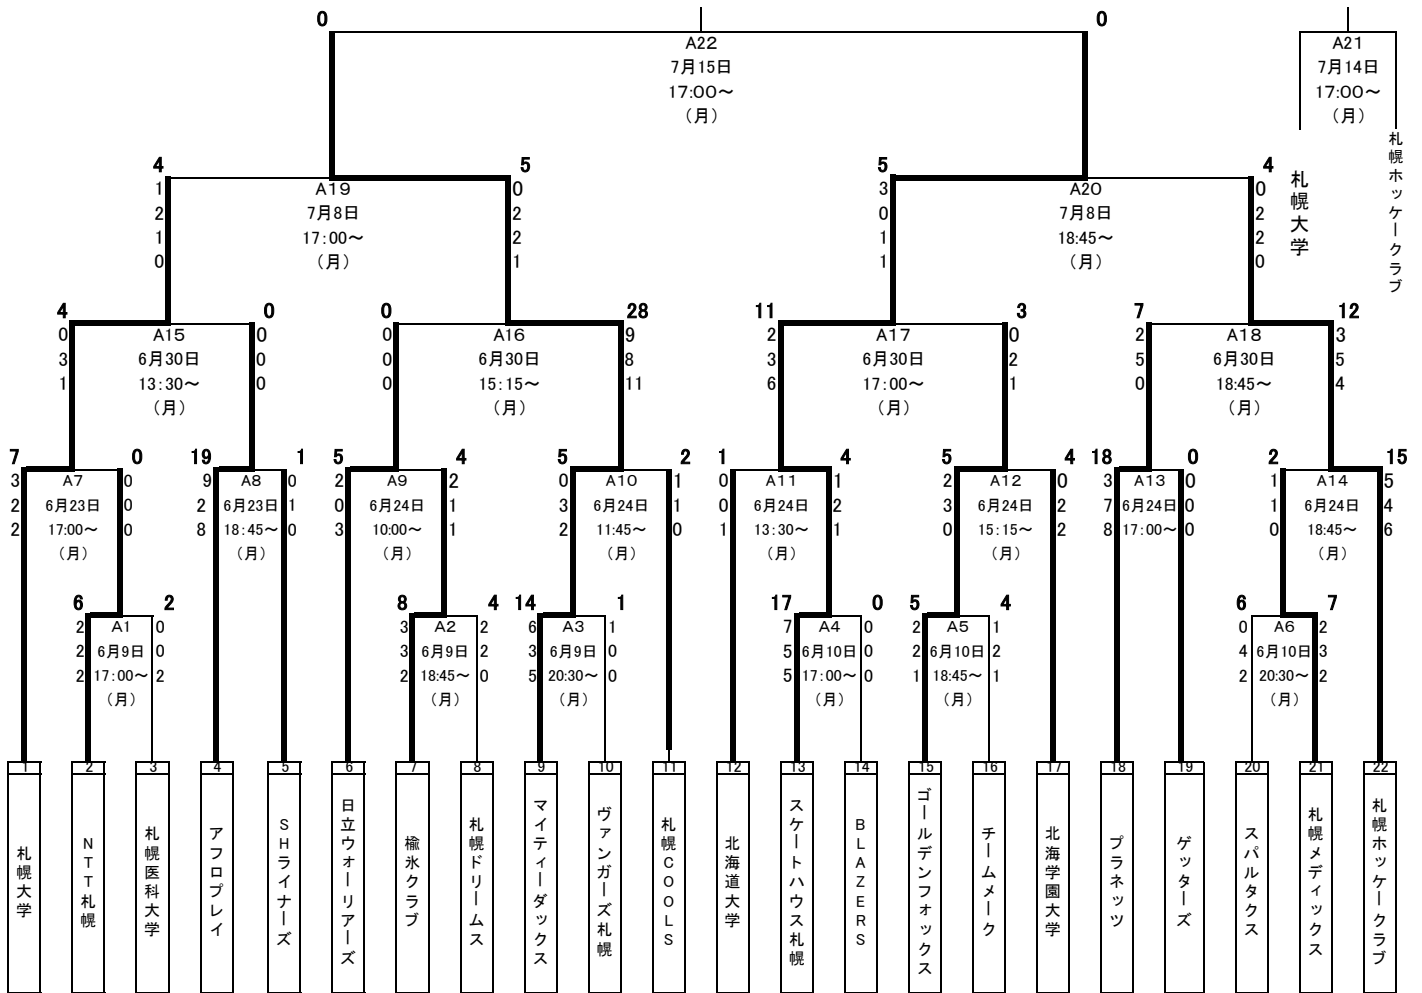 0 0
A22
7月15日
17:00～
（月）
A21
7月14日
17:00～
（月）
札幌大学
札幌ホッケークラブ
4 5
1 A19 0
2 7月8日 2
1 17:00～ 2
0 （月） 1
5 4
3 A20 0
0 7月8日 2
1 18:45～ 2
1 （月） 0
4 0
0 A15 0
3 6月30日 0
1 13:30～ 0
（月）
0 28
0 A16 9
0 6月30日 8
0 15:15～ 11
（月）
11 3
2 A17 0
3 6月30日 2
6 17:00～ 1
（月）
7 12
2 A18 3
5 6月30日 5
0 18:45～ 4
（月）
7 0
3 A7 0
2 6月23日 0
2 17:00～ 0
（月）
19 1
9 A8 0
2 6月23日 1
8 18:45～ 0
（月）
5 4
2 A9 2
0 6月24日 1
3 10:00～ 1
（月）
5 2
0 A10 1
3 6月24日 1
2 11:45～ 0
（月）
1 4
0 A11 1
0 6月24日 2
1 13:30～ 1
（月）
5 4
2 A12 0
3 6月24日 2
0 15:15～ 2
（月）
18 0
3 A13 0
7 6月24日 0
8 17:00～ 0
2 15
1 A14 5
1 6月24日 4
0 18:45～ 6
（月）
6 2
2 A1 0
2 6月9日 0
2 17:00～ 2
（月）
8 4
3 A2 2
3 6月9日 2
2 18:45～ 0
（月）
14 1
6 A3 1
3 6月9日 0
5 20:30～ 0
（月）
17 0
7 A4 0
5 6月10日 0
5 17:00～ 0
（月）
5 4
2 A5 1
2 6月10日 2
1 18:45～ 1
（月）
6 7
0 A6 2
4 6月10日 3
2 20:30～ 2
（月）
1 2 3 4 5 6 7 8 9 10 11 12 13 14 15 16 17 18 19 20 21 22
札幌大学
NTT札幌
札幌医科大学
アフロプレイ
SHライナーズ
日立ウォーリアーズ
楡氷クラブ
札幌ドリームス
マイティーダックス
ヴァンガーズ札幌
札幌COOLS
北海道大学
スケートハウス札幌
BLAZERS
ゴールデンフォックス
チームメーク
北海学園大学
プラネッツ
ゲッターズ
スパルタクス
札幌メディックス
札幌ホッケークラブ